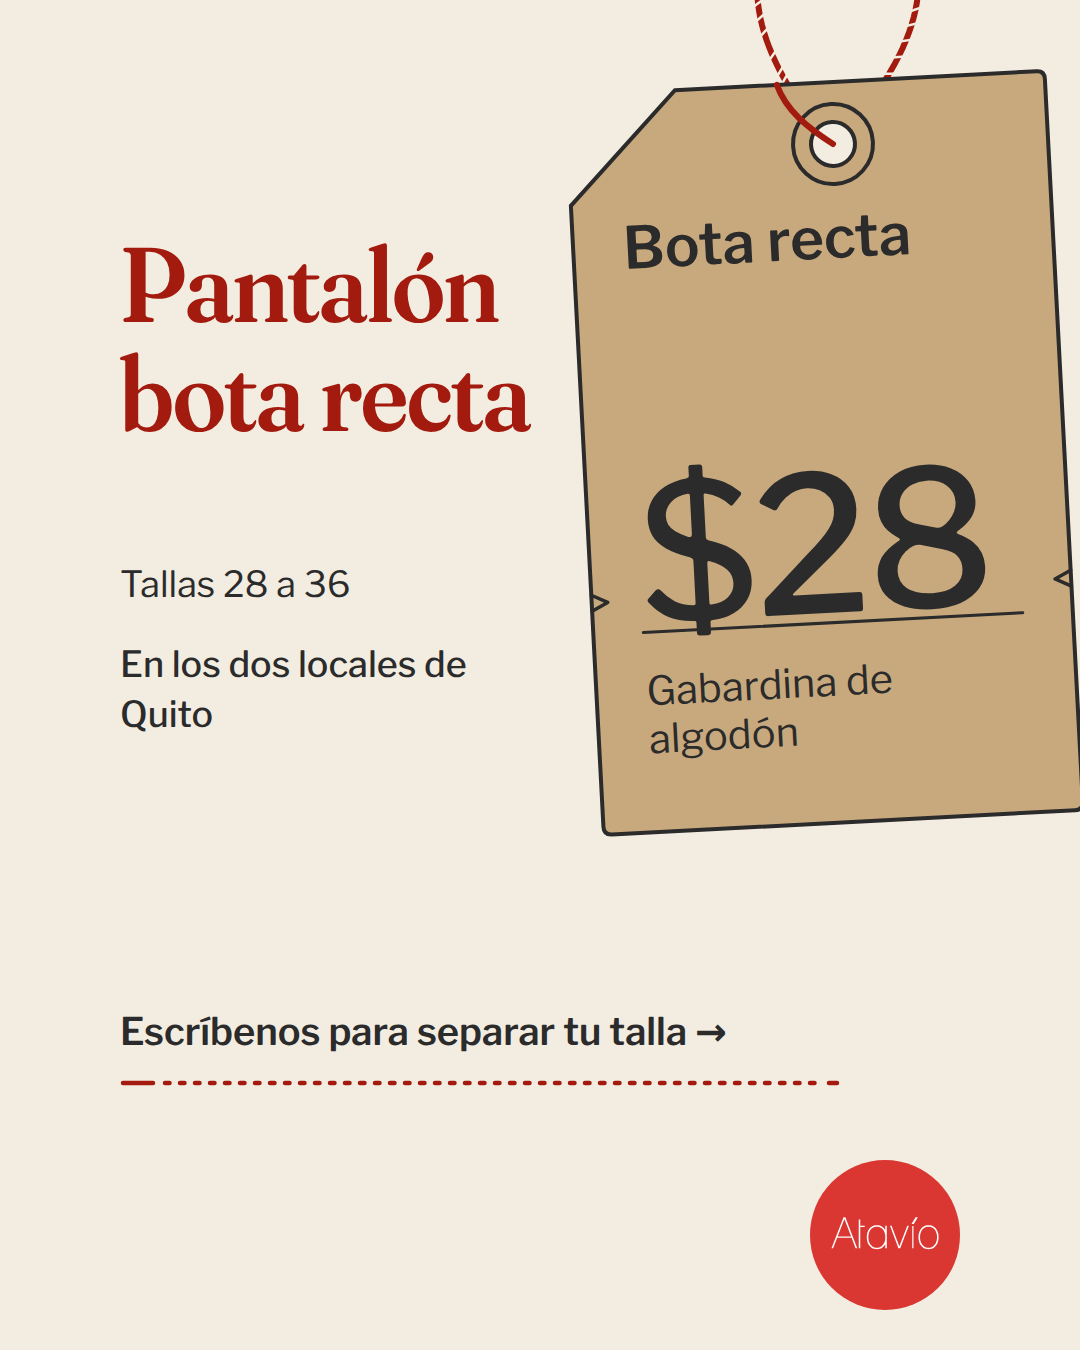 Pantalón
bota recta
Tallas 28 a 36
En los dos locales de
Quito
Bota recta
$28
Gabardina de
algodón
Escríbenos para separar tu talla →
Atavío